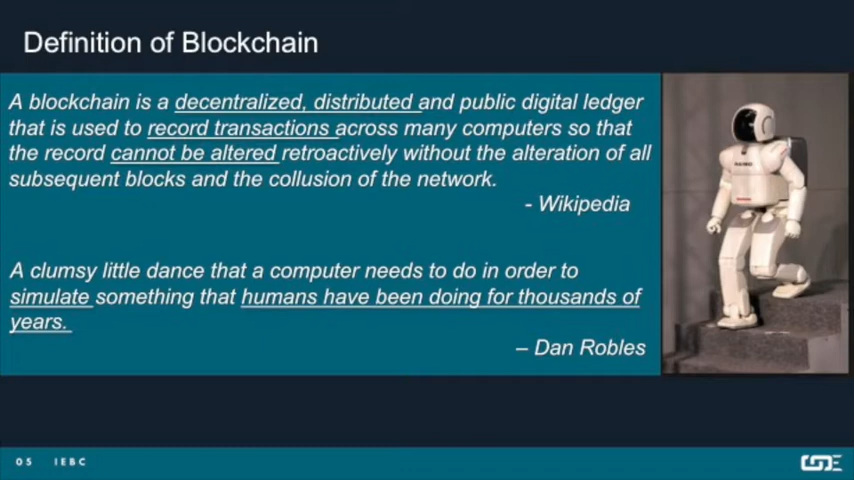 Definition of Blockchain
A blockchain is a decentralized, distributed and public digital ledger
that is used to record transactions across many computers so that
the record cannot be altered retroactively without the alteration of all
subsequent blocks and the collusion of the network.
- Wikipedia
A clumsy little dance that a computer needs to do in order to
simulate something that humans have been doing for thousands of
years.
– Dan Robles
05 IEBC